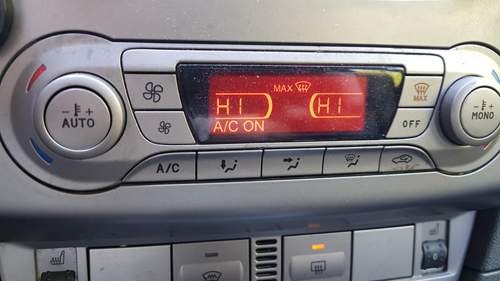 MAX
HI HI
A/C ON
- +
AUTO
MAX
OFF
- +
MONO
A/C